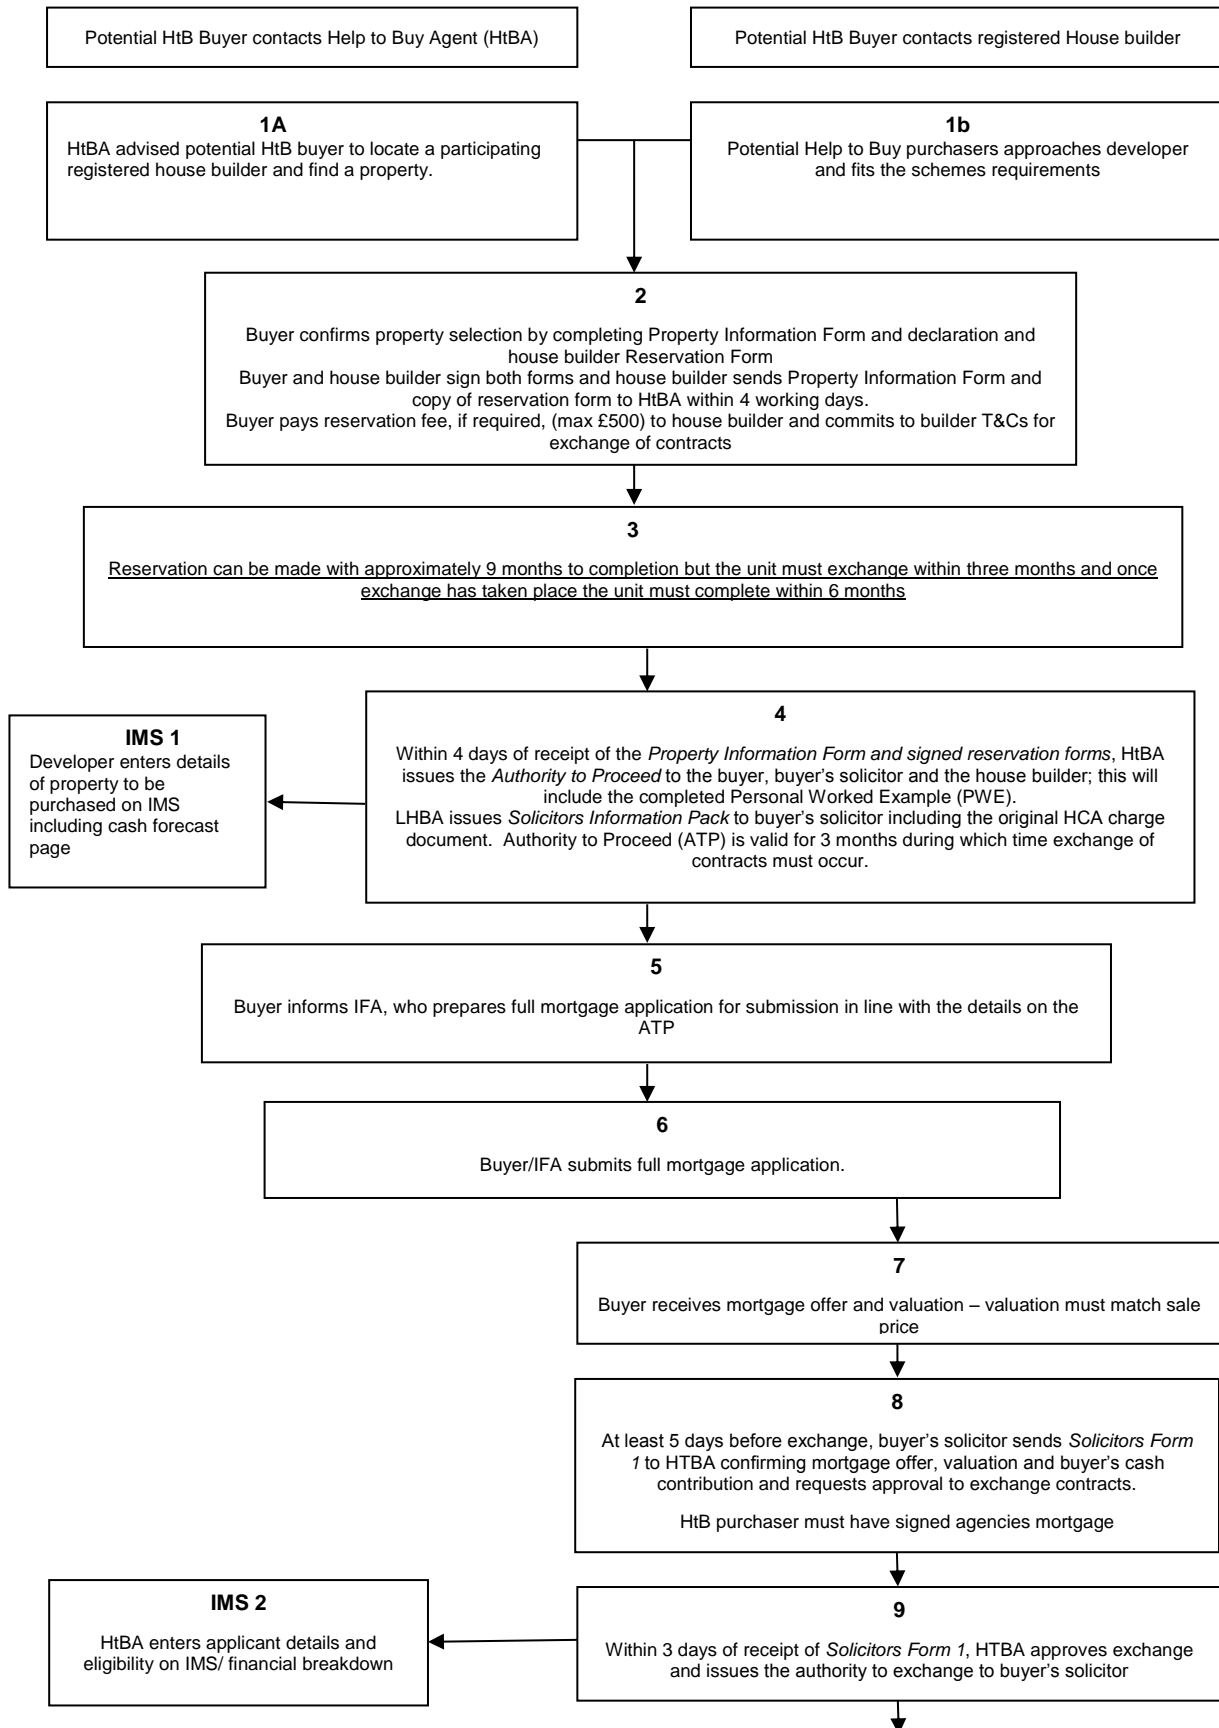 Potential HtB Buyer contacts Help to Buy Agent (HtBA)
Potential HtB Buyer contacts registered House builder
1A
HtBA advised potential HtB buyer to locate a participating
registered house builder and find a property.
1b
Potential Help to Buy purchasers approaches developer
and fits the schemes requirements
2
Buyer confirms property selection by completing Property Information Form and declaration and
house builder Reservation Form
Buyer and house builder sign both forms and house builder sends Property Information Form and
copy of reservation form to HtBA within 4 working days.
Buyer pays reservation fee, if required, (max £500) to house builder and commits to builder T&Cs for
exchange of contracts
3
Reservation can be made with approximately 9 months to completion but the unit must exchange within three months and once
exchange has taken place the unit must complete within 6 months
4
Within 4 days of receipt of the Property Information Form and signed reservation forms, HtBA
issues the Authority to Proceed to the buyer, buyer's solicitor and the house builder; this will
include the completed Personal Worked Example (PWE).
LHBA issues Solicitors Information Pack to buyer's solicitor including the original HCA charge
document. Authority to Proceed (ATP) is valid for 3 months during which time exchange of
contracts must occur.
IMS 1
Developer enters details
of property to be
purchased on IMS
including cash forecast
page
5
Buyer informs IFA, who prepares full mortgage application for submission in line with the details on the
ATP
6
Buyer/IFA submits full mortgage application.
7
Buyer receives mortgage offer and valuation – valuation must match sale
price
8
At least 5 days before exchange, buyer's solicitor sends Solicitors Form
1 to HTBA confirming mortgage offer, valuation and buyer's cash
contribution and requests approval to exchange contracts.
HtB purchaser must have signed agencies mortgage
9
Within 3 days of receipt of Solicitors Form 1, HTBA approves exchange
and issues the authority to exchange to buyer's solicitor
IMS 2
HtBA enters applicant details and
eligibility on IMS/ financial breakdown